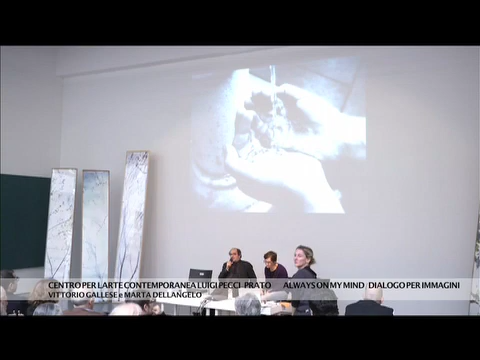 CENTRO PER LARTE CONTEMPORANEA LUIGI PECCI PRATO ALWAYS ON MY MIND DIALOGO PER IMMAGINI
VITTORIO GALLESE e MARTA DELLANGELO